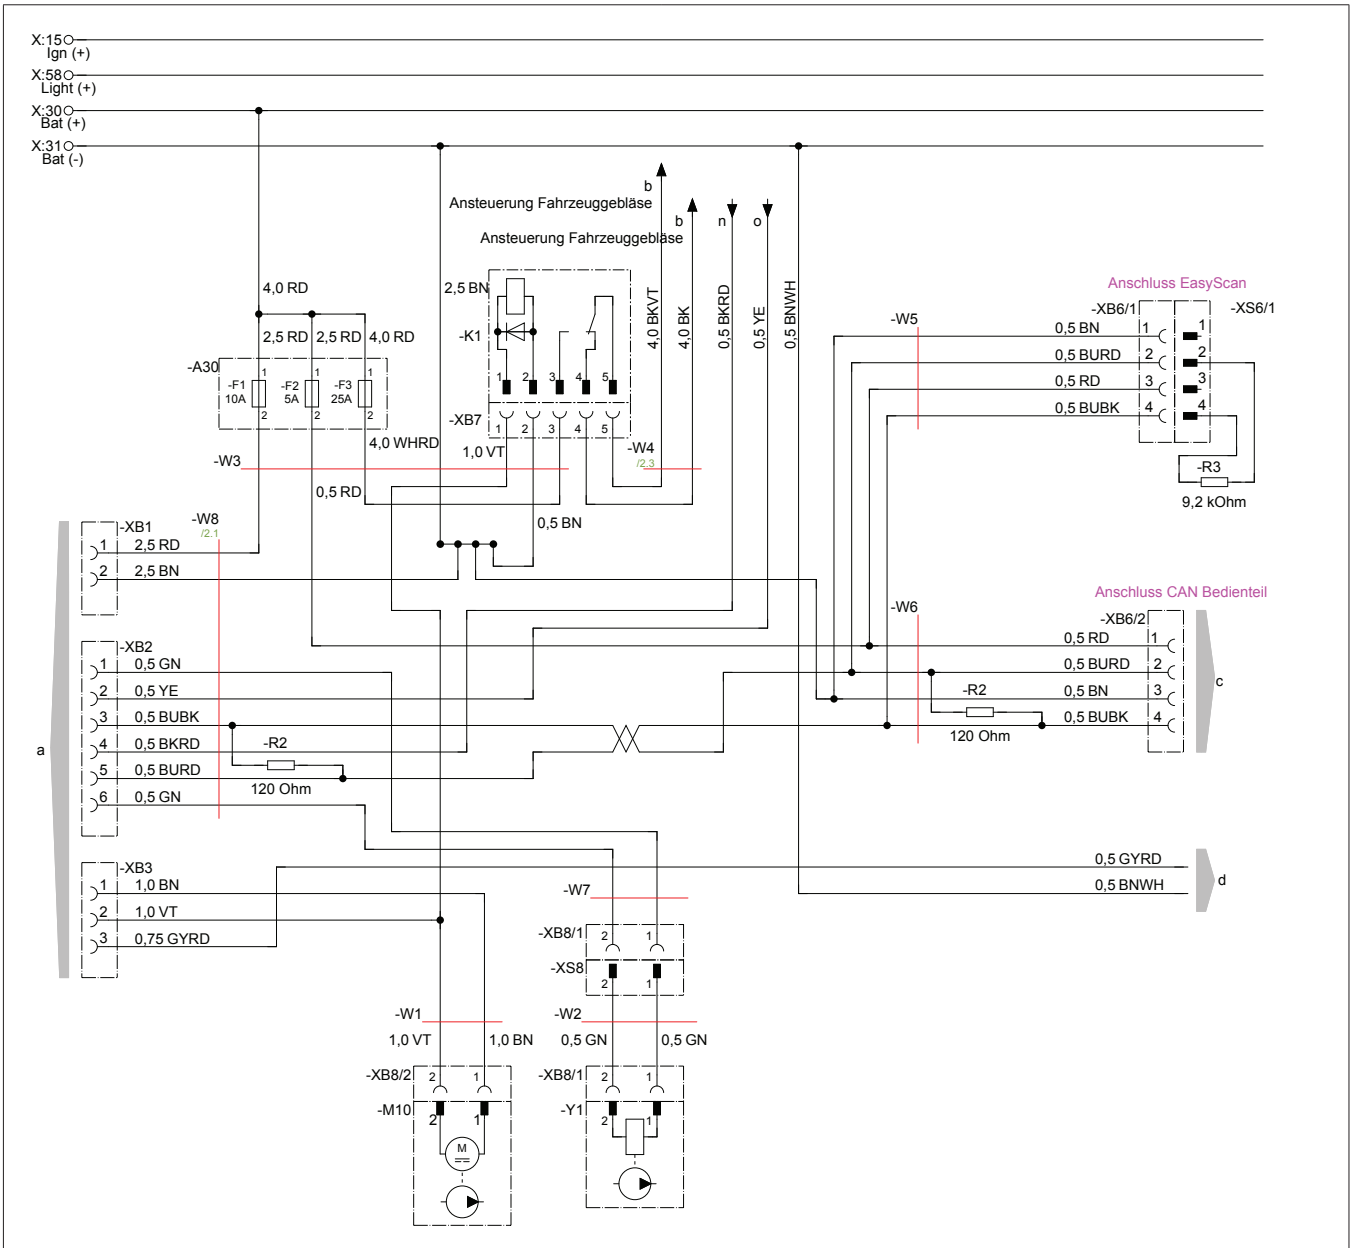 X:15
Ign (+)
X:58
Light (+)
X:30
Bat (+)
X:31
Bat (-)
b
Ansteuerung Fahrzeuggebläse
b
n
o
Ansteuerung Fahrzeuggebläse
4,0 RD
2,5 BN
4,0 BKVT
4,0 BK
0,5 BKRD
0,5 YE
0,5 BNWH
Anschluss EasyScan
-XB6/1
-XS6/1
-W5
0,5 BN
1
1
0,5 BURD
2
2
0,5 RD
3
3
0,5 BUBK
4
4
-R3
9,2 kOhm
2,5 RD
2,5 RD
4,0 RD
-K1
-A30
1
1
1
-F1
10A
-F2
5A
-F3
25A
2
2
2
1
2
3
4
5
-XB7
1
2
3
4
5
4,0 WHRD
1,0 VT
-W4
/2.3
-W3
0,5 RD
0,5 BN
-W8
/2.1
-XB1
1
2,5 RD
2
2,5 BN
Anschluss CAN Bedienteil
-W6
-XB6/2
0,5 RD
1
0,5 BURD
2
-R2
0,5 BN
3
0,5 BUBK
4
120 Ohm
c
-XB2
1
0,5 GN
2
0,5 YE
3
0,5 BUBK
4
0,5 BKRD
-R2
5
0,5 BURD
120 Ohm
6
0,5 GN
a
-XB3
1
1,0 BN
2
1,0 VT
3
0,75 GYRD
0,5 GYRD
0,5 BNWH
d
-W7
-XB8/1
2
1
-XS8
2
1
-W1
-W2
1,0 VT
1,0 BN
0,5 GN
0,5 GN
-XB8/2
2
1
-XB8/1
2
1
-M10
2
1
-Y1
2
1
M